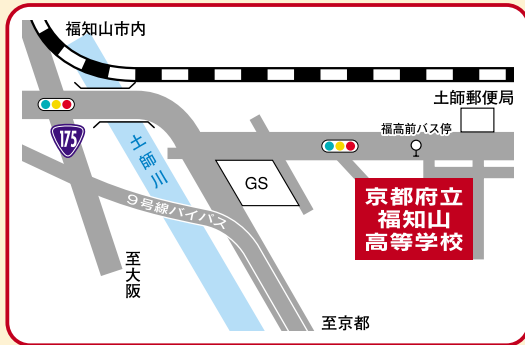 福知山市内
土師郵便局
福高前バス停
175
土師川
GS
京都府立
福知山
高等学校
9号線バイパス
至大阪
至京都